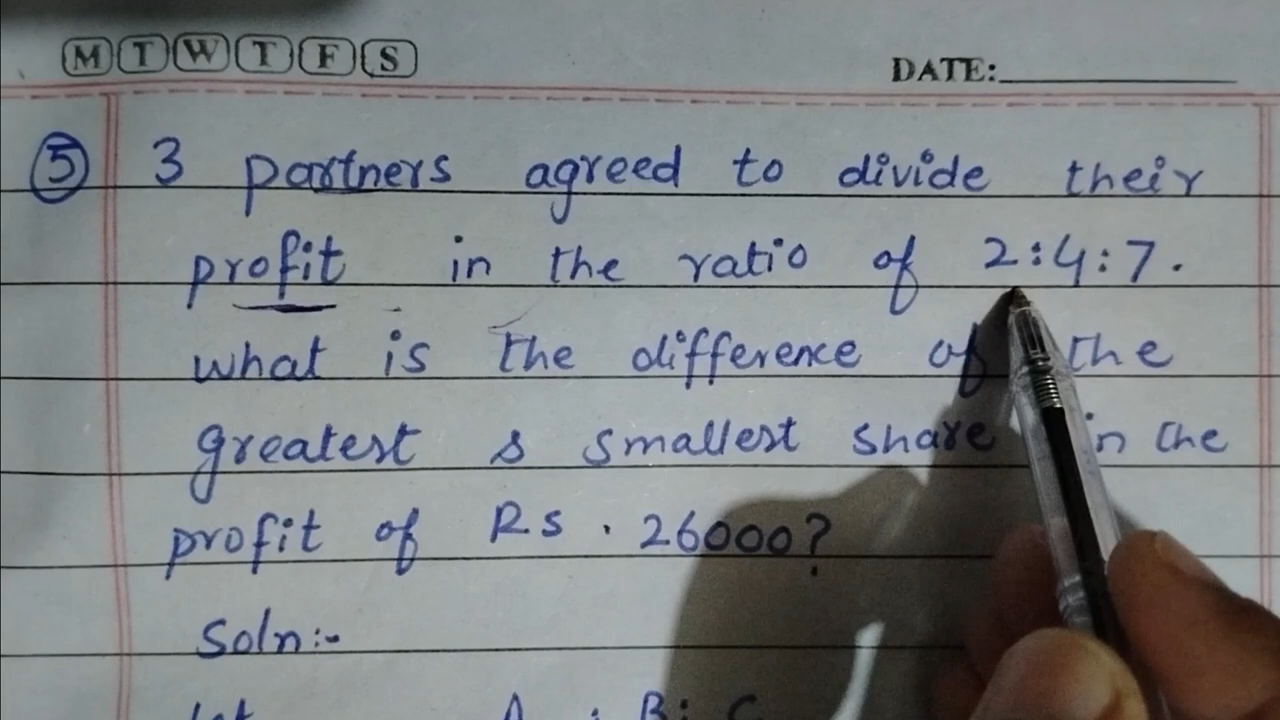 M T W T F S
DATE:
5 3 partners agreed to divide their
profit in the ratio of 2:4:7.
what is the difference of the
greatest & smallest share in the
profit of Rs. 26000?
Soln:-
let A : B : C